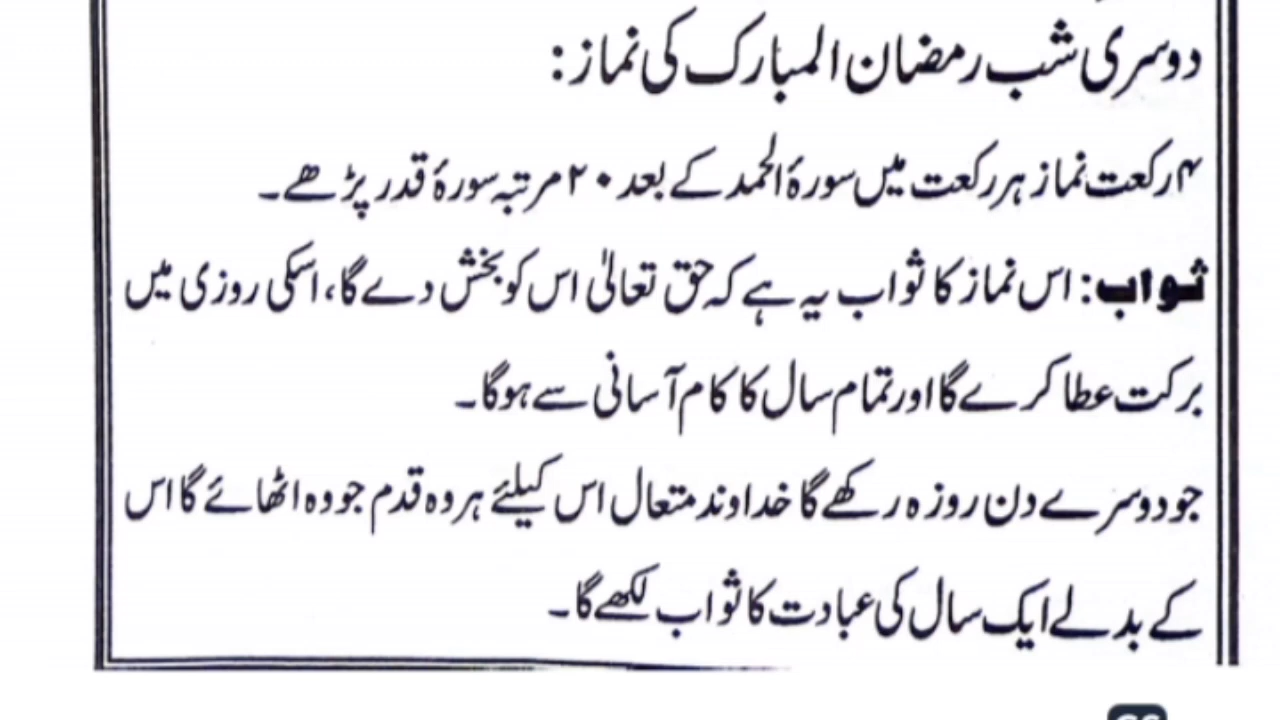 دوسری شب رمضان المبارک کی نماز:
۴ رکعت نماز ہر رکعت میں سورۂ الحمد کے بعد ۲۰ مرتبہ سورۂ قدر پڑھے۔
ثواب: اس نماز کا ثواب یہ ہے کہ حق تعالیٰ اس کو بخش دے گا، اسکی روزی میں
برکت عطا کرے گا اور تمام سال کا کام آسانی سے ہوگا۔
جو دوسرے دن روزہ رکھے گا خداوند متعال اس کیلئے ہر وہ قدم جو وہ اٹھائے گا اس
کے بدلے ایک سال کی عبادت کا ثواب لکھے گا۔